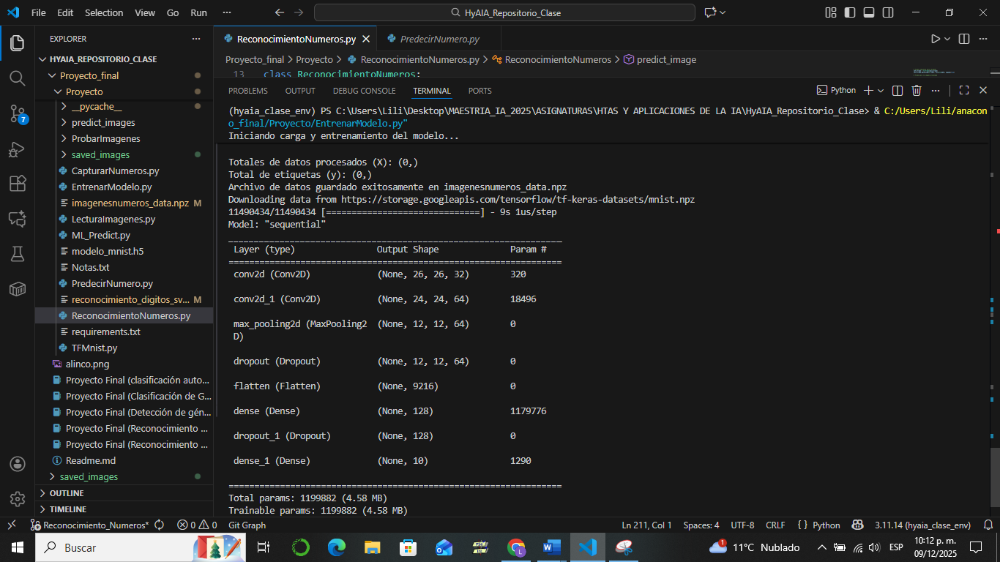 File Edit Selection View Go Run ··· HyAIA_Repositorio_Clase
EXPLORER ···
HYAIA_REPOSITORIO_CLASE
Proyecto_final
Proyecto
__pycache__
predict_images
ProbarImagenes
saved_images
CapturarNumeros.py
EntrenarModelo.py
imagenesnumeros_data.npz M
LecturaImagenes.py
ML_Predict.py
modelo_mnist.h5
Notas.txt
PredecirNumero.py
reconocimiento_digitos_sv... M
ReconocimientoNumeros.py
requirements.txt
TFMnist.py
alinco.png
Proyecto Final (clasificación auto...
Proyecto Final (Clasificación de G...
Proyecto Final (Detección de gén...
Proyecto Final (Reconocimiento ...
Proyecto Final (Reconocimiento ...
Readme.md
saved_images
OUTLINE
TIMELINE
7
ReconocimientoNumeros.py PredecirNumero.py
Proyecto_final > Proyecto > ReconocimientoNumeros.py > ReconocimientoNumeros > predict_image
13 class ReconocimientoNumeros:
PROBLEMS OUTPUT DEBUG CONSOLE TERMINAL PORTS Python
(hyaia_clase_env) PS C:\Users\Lili\Desktop\MAESTRIA_IA_2025\ASIGNATURAS\HTAS Y APLICACIONES DE LA IA\HyAIA_Repositorio_Clase> & C:/Users/Lili/anacon
o_final/Proyecto/EntrenarModelo.py"
Iniciando carga y entrenamiento del modelo...
Totales de datos procesados (X): (0,)
Total de etiquetas (y): (0,)
Archivo de datos guardado exitosamente en imagenesnumeros_data.npz
Downloading data from https://storage.googleapis.com/tensorflow/tf-keras-datasets/mnist.npz
11490434/11490434 [==============================] - 9s 1us/step
Model: "sequential"
_________________________________________________________________
Layer (type) Output Shape Param #
=================================================================
conv2d (Conv2D) (None, 26, 26, 32) 320
conv2d_1 (Conv2D) (None, 24, 24, 64) 18496
max_pooling2d (MaxPooling2 (None, 12, 12, 64) 0
D)
dropout (Dropout) (None, 12, 12, 64) 0
flatten (Flatten) (None, 9216) 0
dense (Dense) (None, 128) 1179776
dropout_1 (Dropout) (None, 128) 0
dense_1 (Dense) (None, 10) 1290
=================================================================
Total params: 1199882 (4.58 MB)
Trainable params: 1199882 (4.58 MB)
Reconocimiento_Numeros* 0 0 Git Graph Ln 211, Col 1 Spaces: 4 UTF-8 CRLF { } Python 3.11.14 (hyaia_clase_env)
Buscar 1 11°C Nublado ESP 10:12 p. m.
09/12/2025